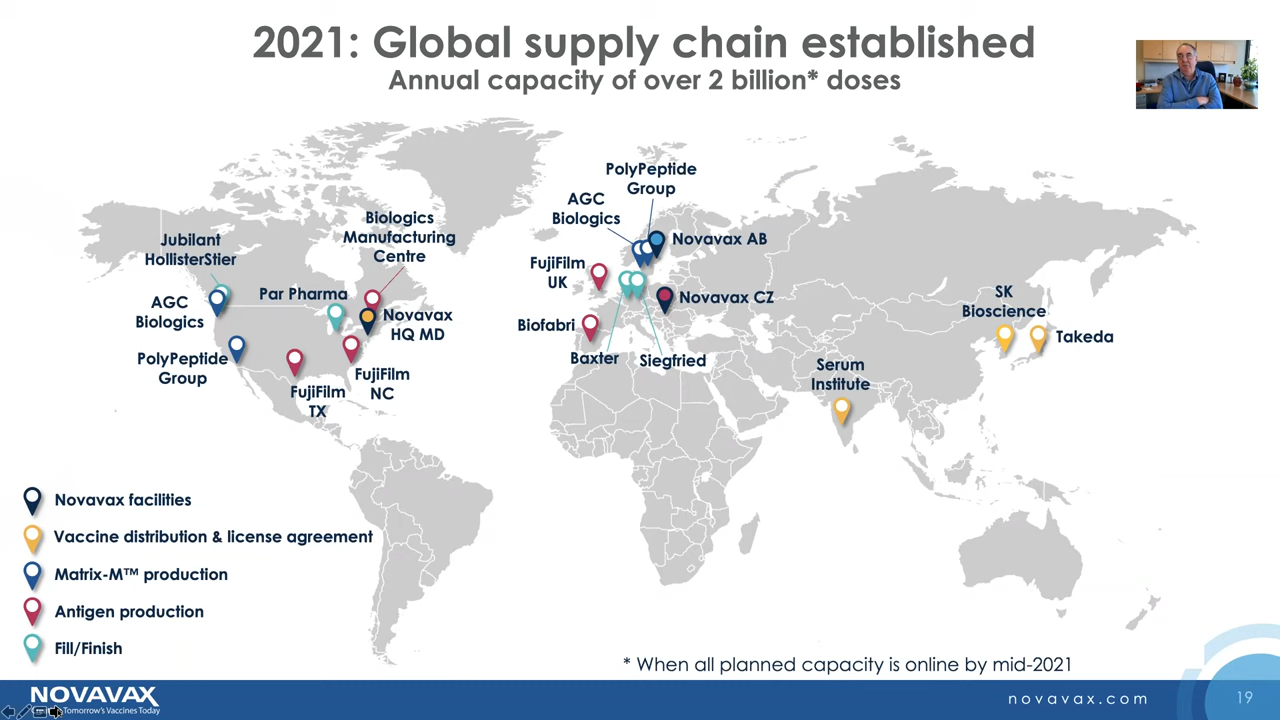 2021: Global supply chain established
Annual capacity of over 2 billion* doses
PolyPeptide
Group
AGC
Biologics
Novavax AB
Biologics
Manufacturing
Centre
Jubilant
HollisterStier
FujiFilm
UK
Par Pharma
Novavax CZ
AGC
Biologics
Novavax
HQ MD
SK
Bioscience
Biofabri
Takeda
PolyPeptide
Group
Baxter
Siegfried
Serum
Institute
FujiFilm
NC
FujiFilm
TX
Novavax facilities
Vaccine distribution & license agreement
Matrix-M™ production
Antigen production
Fill/Finish
* When all planned capacity is online by mid-2021
NOVAVAX
Tomorrow's Vaccines Today
novavax.com
19